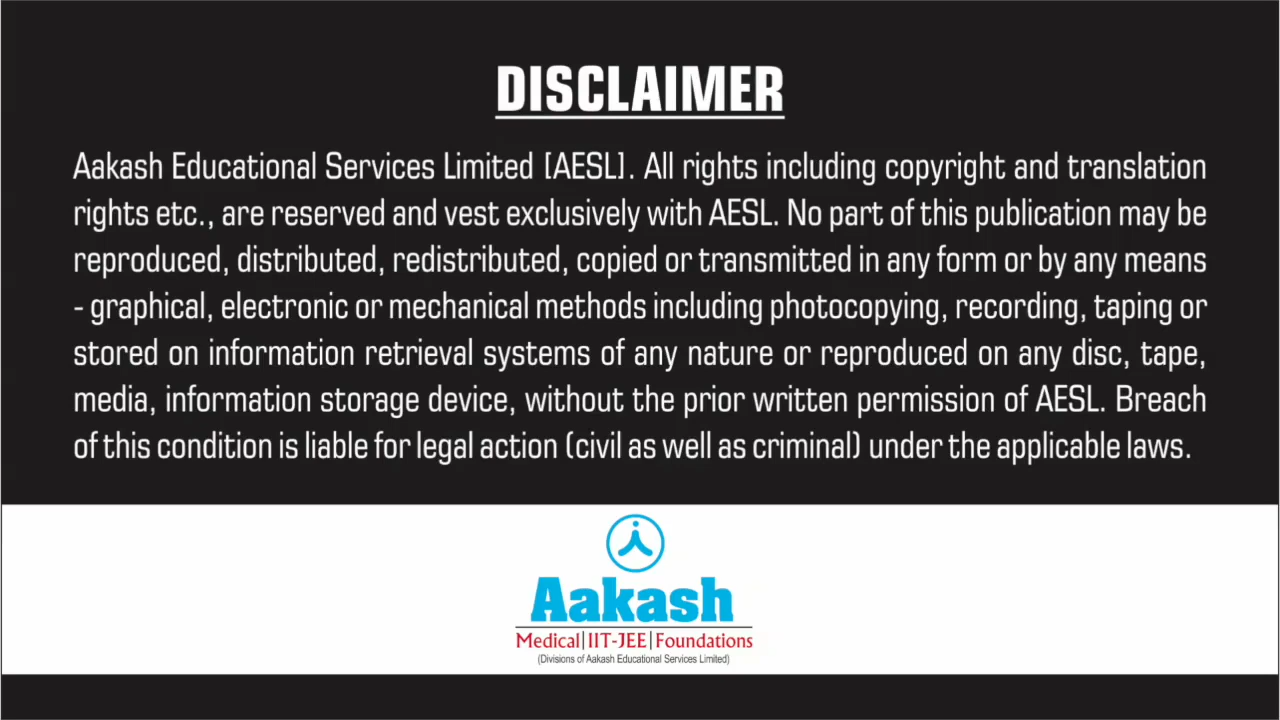 DISCLAIMER
Aakash Educational Services Limited [AESL]. All rights including copyright and translation
rights etc., are reserved and vest exclusively with AESL. No part of this publication may be
reproduced, distributed, redistributed, copied or transmitted in any form or by any means
- graphical, electronic or mechanical methods including photocopying, recording, taping or
stored on information retrieval systems of any nature or reproduced on any disc, tape,
media, information storage device, without the prior written permission of AESL. Breach
of this condition is liable for legal action (civil as well as criminal) under the applicable laws.
Aakash
Medical|IIT-JEE|Foundations
(Divisions of Aakash Educational Services Limited)